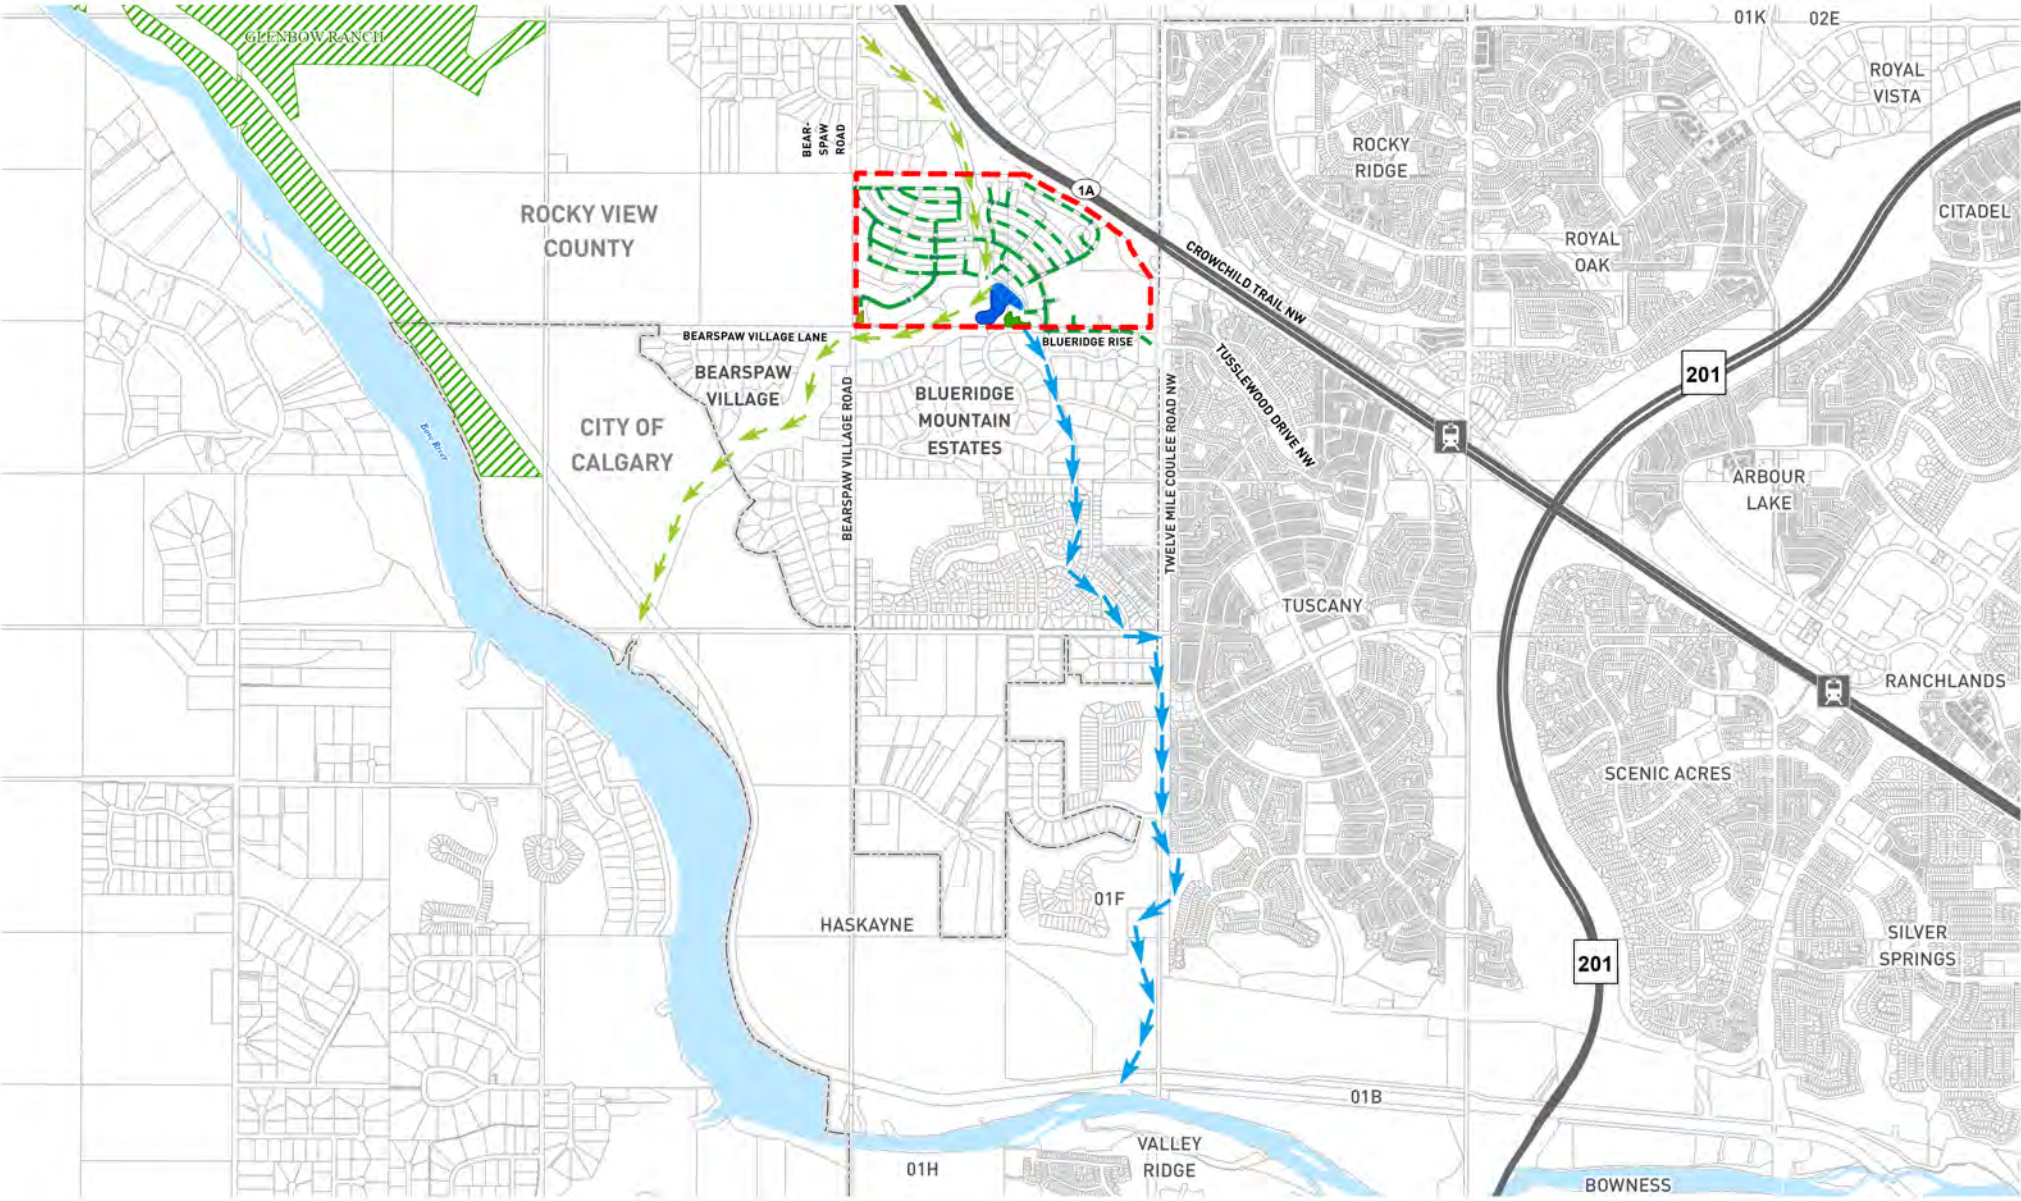 01K
02E
GLENBOW RANCH
ROYAL
VISTA
BEAR-
SPAW
ROAD
ROCKY
RIDGE
1A
CITADEL
ROCKY VIEW
COUNTY
ROYAL
OAK
CROWCHILD TRAIL NW
BEARSPAW VILLAGE LANE
BLUERIDGE RISE
BEARSPAW
VILLAGE
TUSSLEWOOD DRIVE NW
201
BLUERIDGE
MOUNTAIN
ESTATES
BEARSPAW VILLAGE ROAD
TWELVE MILE COULEE ROAD NW
CITY OF
CALGARY
Bow River
ARBOUR
LAKE
TUSCANY
RANCHLANDS
SCENIC ACRES
01F
HASKAYNE
SILVER
SPRINGS
201
01B
VALLEY
RIDGE
01H
BOWNESS